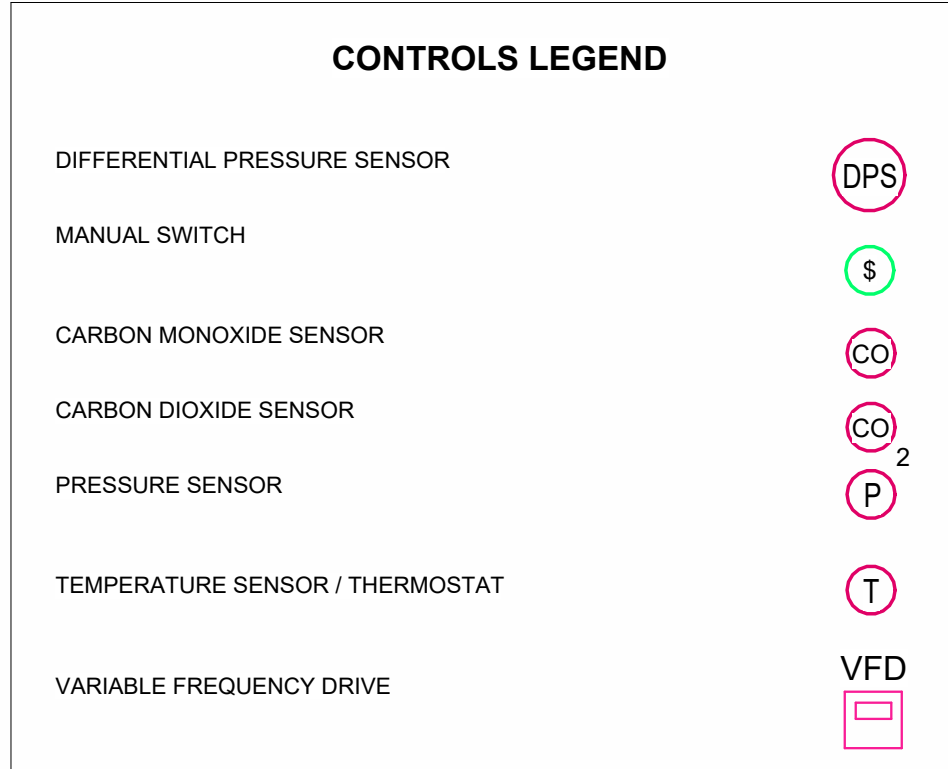 CONTROLS LEGEND
DIFFERENTIAL PRESSURE SENSOR
DPS
MANUAL SWITCH
$
CARBON MONOXIDE SENSOR
CO
CARBON DIOXIDE SENSOR
CO
2
PRESSURE SENSOR
P
TEMPERATURE SENSOR / THERMOSTAT
T
VARIABLE FREQUENCY DRIVE
VFD